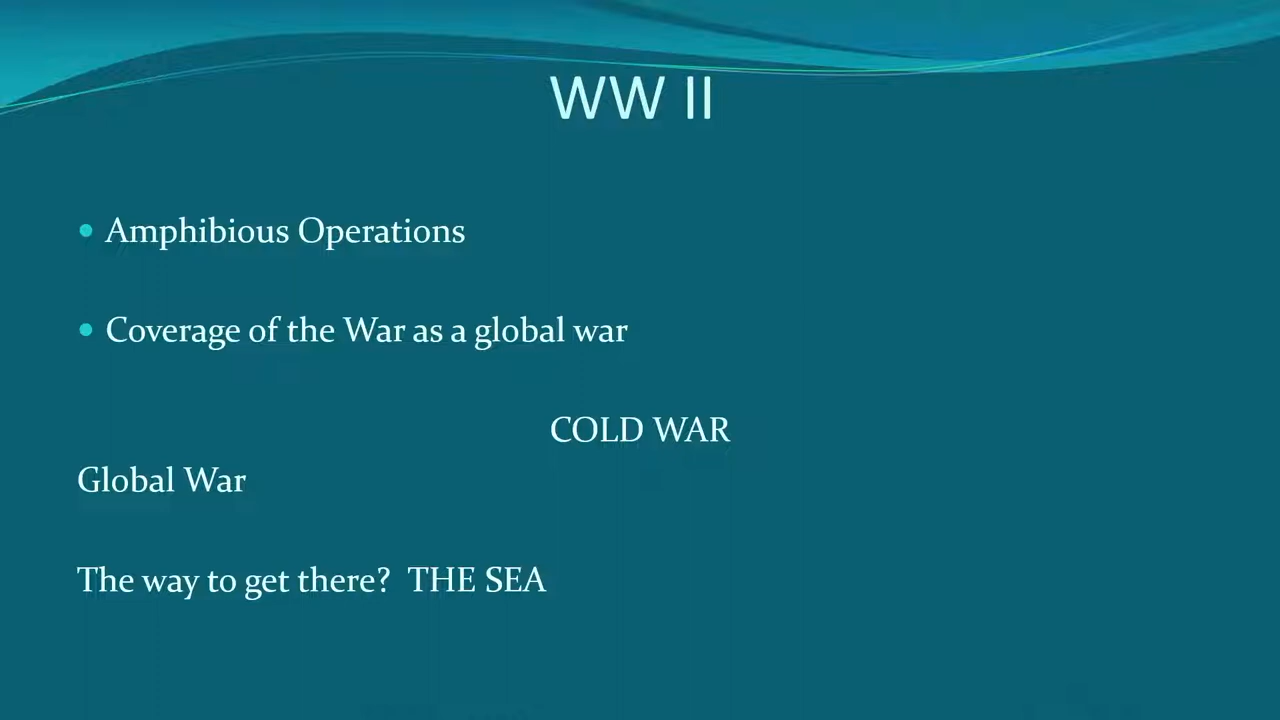 WW II
• Amphibious Operations
• Coverage of the War as a global war
COLD WAR
Global War
The way to get there?  THE SEA